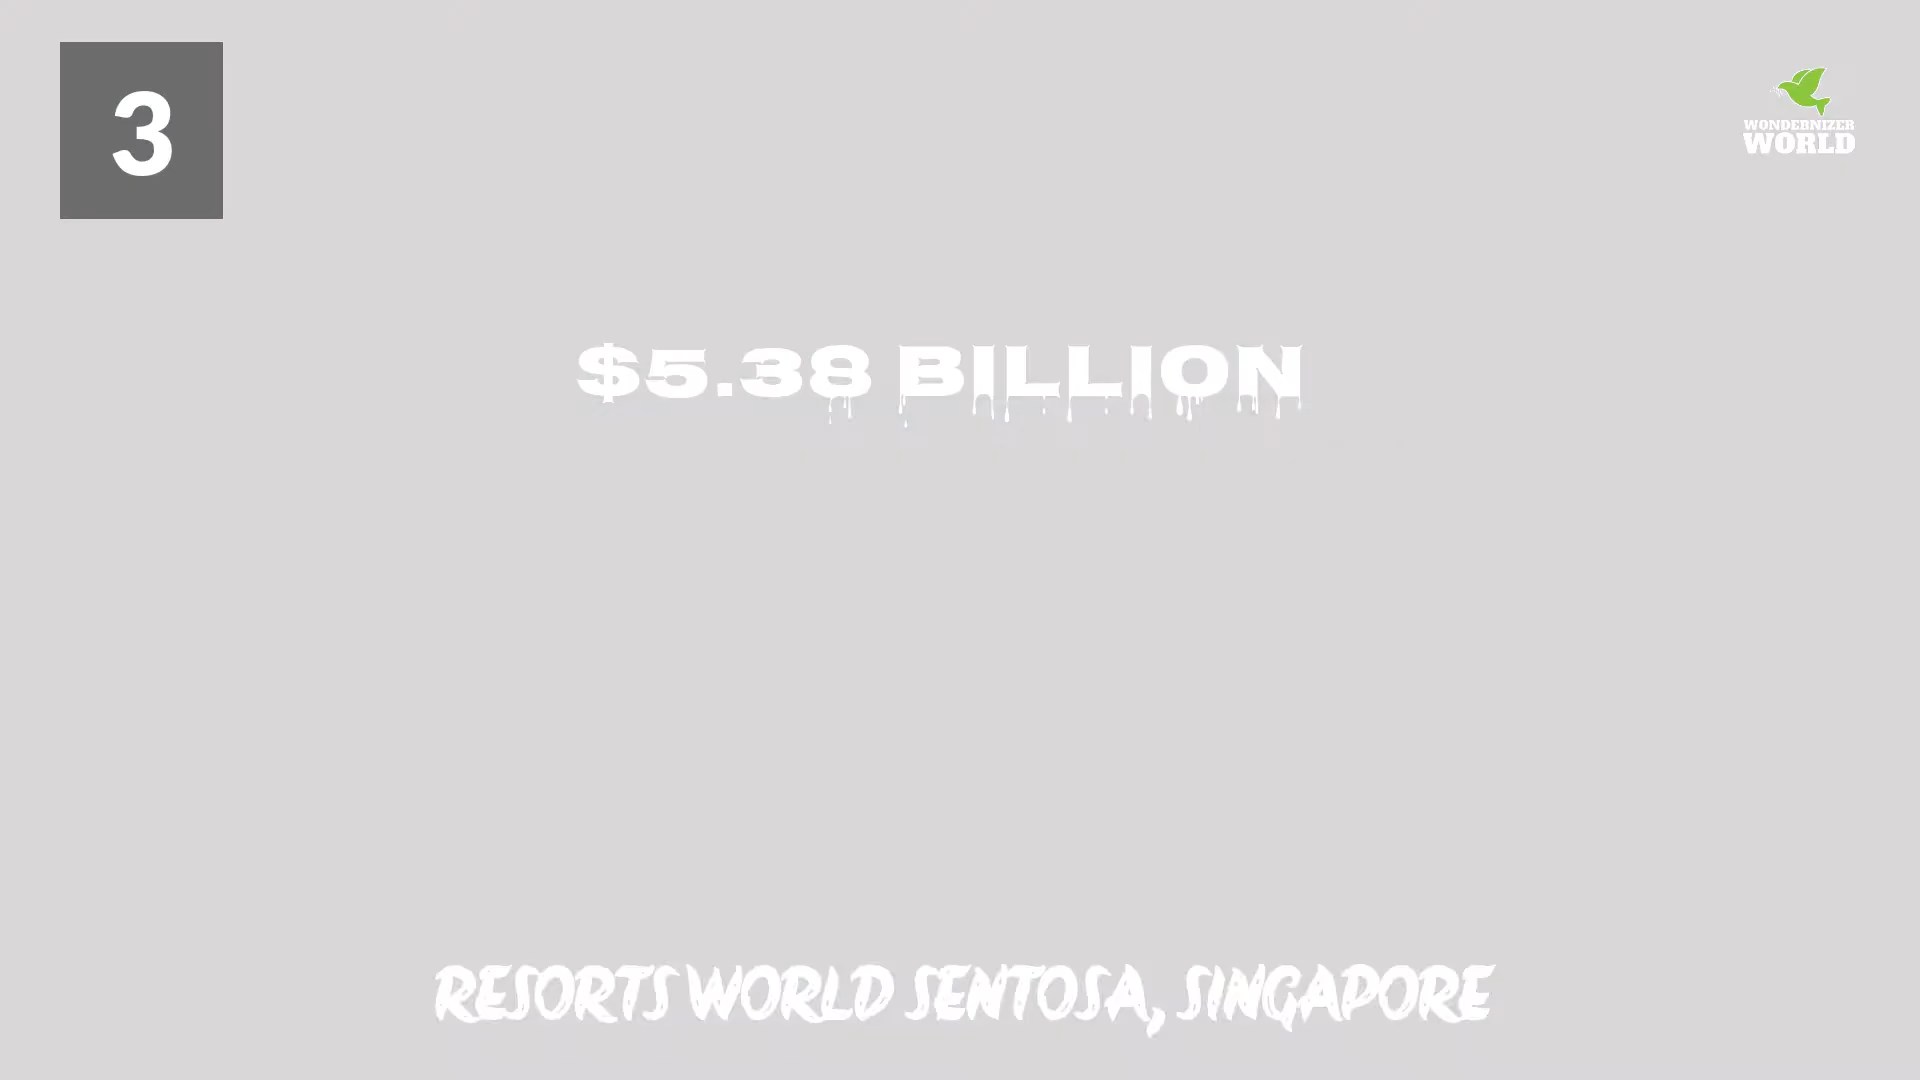 3
WONDERNIZER
WORLD
$5.38 BILLION
RESORTS WORLD SENTOSA, SINGAPORE